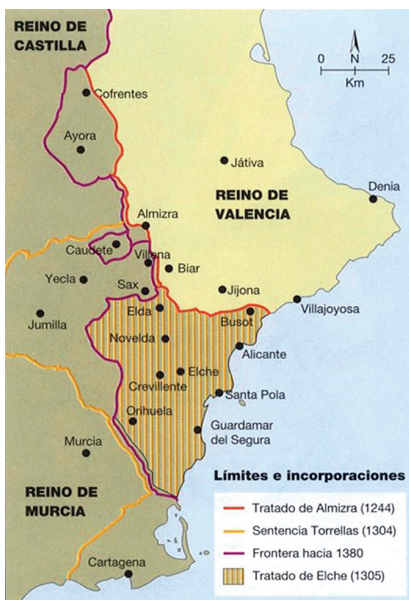 REINO DE
CASTILLA
Cofrentes
Ayora
0 N 25
Km
Játiva
Denia
REINO DE
VALENCIA
Almizra
Caudete
Villena
Biar
Yecla
Sax
Jijona
Villajoyosa
Jumilla
Elda
Busot
Novelda
Alicante
Elche
Crevillente
Santa Pola
Orihuela
Guardamar
del Segura
Murcia
REINO DE
MURCIA
Cartagena
Límites e incorporaciones
Tratado de Almizra (1244)
Sentencia Torrellas (1304)
Frontera hacia 1380
Tratado de Elche (1305)